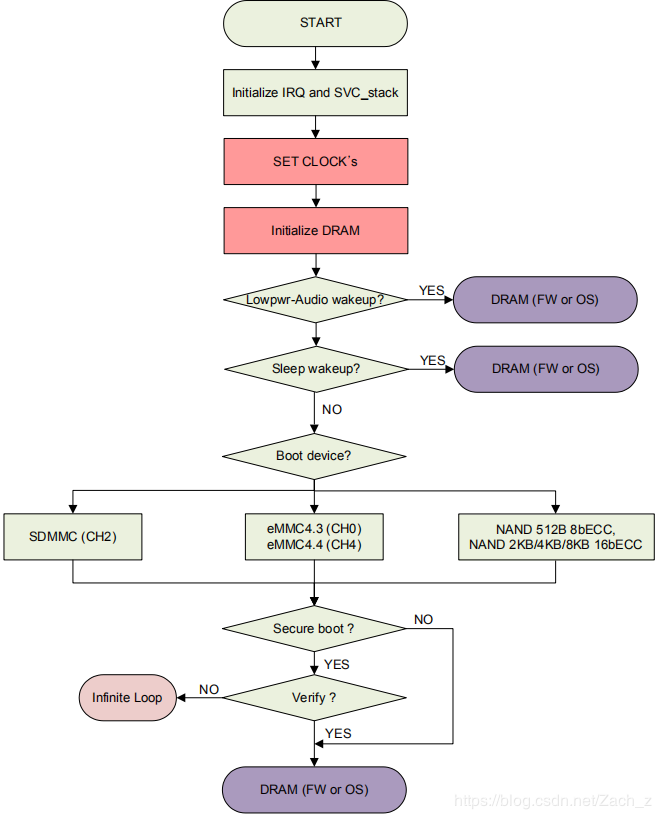 START
Initialize IRQ and SVC_stack
SET CLOCK´s
Initialize DRAM
Lowpwr-Audio wakeup?
YES
DRAM (FW or OS)
Sleep wakeup?
YES
DRAM (FW or OS)
NO
Boot device?
SDMMC (CH2)
eMMC4.3 (CH0)
eMMC4.4 (CH4)
NAND 512B 8bECC,
NAND 2KB/4KB/8KB 16bECC
Secure boot ?
NO
YES
Infinite Loop
NO
Verify ?
YES
DRAM (FW or OS)
https://blog.csdn.net/Zach_z